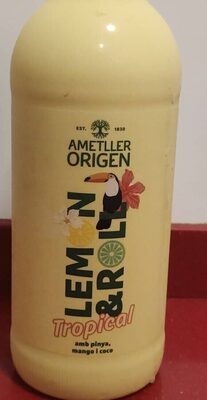 EST. 1830
AMETLLER
ORIGEN
LEMON
&ROLL
Tropical
amb pinya,
mango i coco